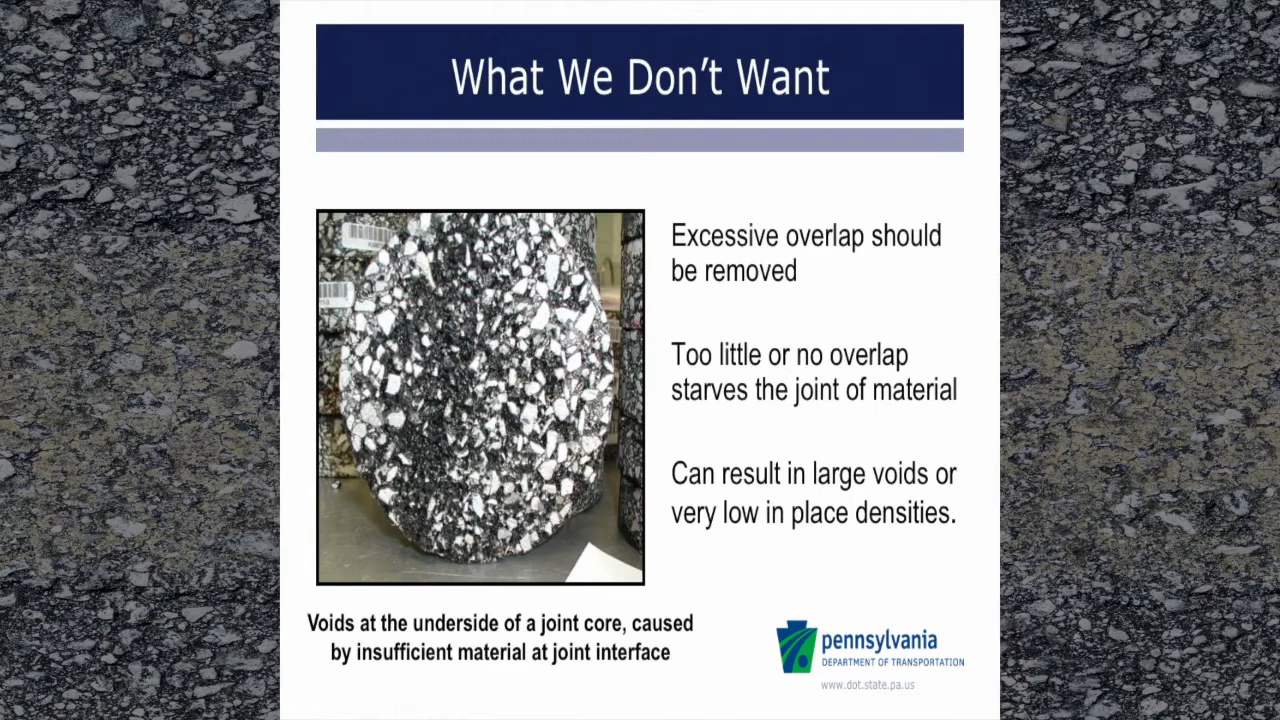 What We Don't Want
Excessive overlap should
be removed
Too little or no overlap
starves the joint of material
Can result in large voids or
very low in place densities.
Voids at the underside of a joint core, caused
by insufficient material at joint interface
pennsylvania
DEPARTMENT OF TRANSPORTATION
www.dot.state.pa.us